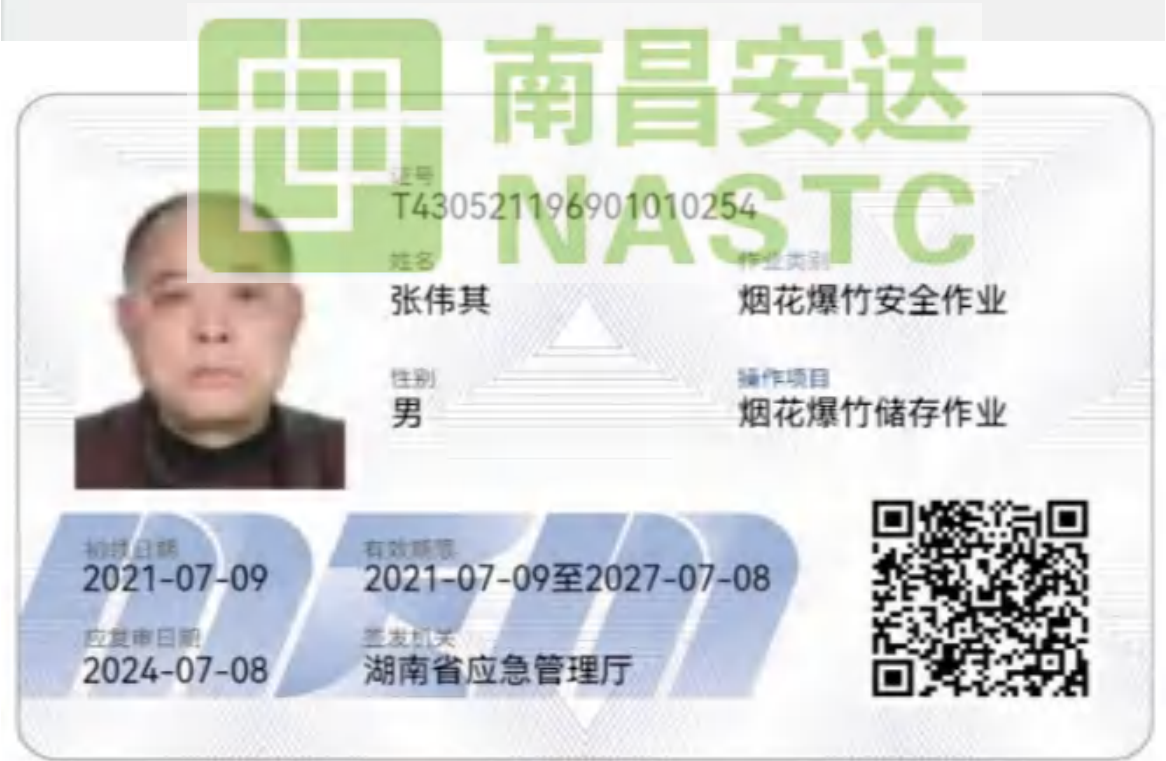 南昌安达
NASTC
证号
T430521196901010254
姓名
张伟其
作业类别
烟花爆竹安全作业
性别
男
操作项目
烟花爆竹储存作业
初领日期
2021-07-09
有效期限
2021-07-09至2027-07-08
应复审日期
2024-07-08
签发机关
湖南省应急管理厅
MEM